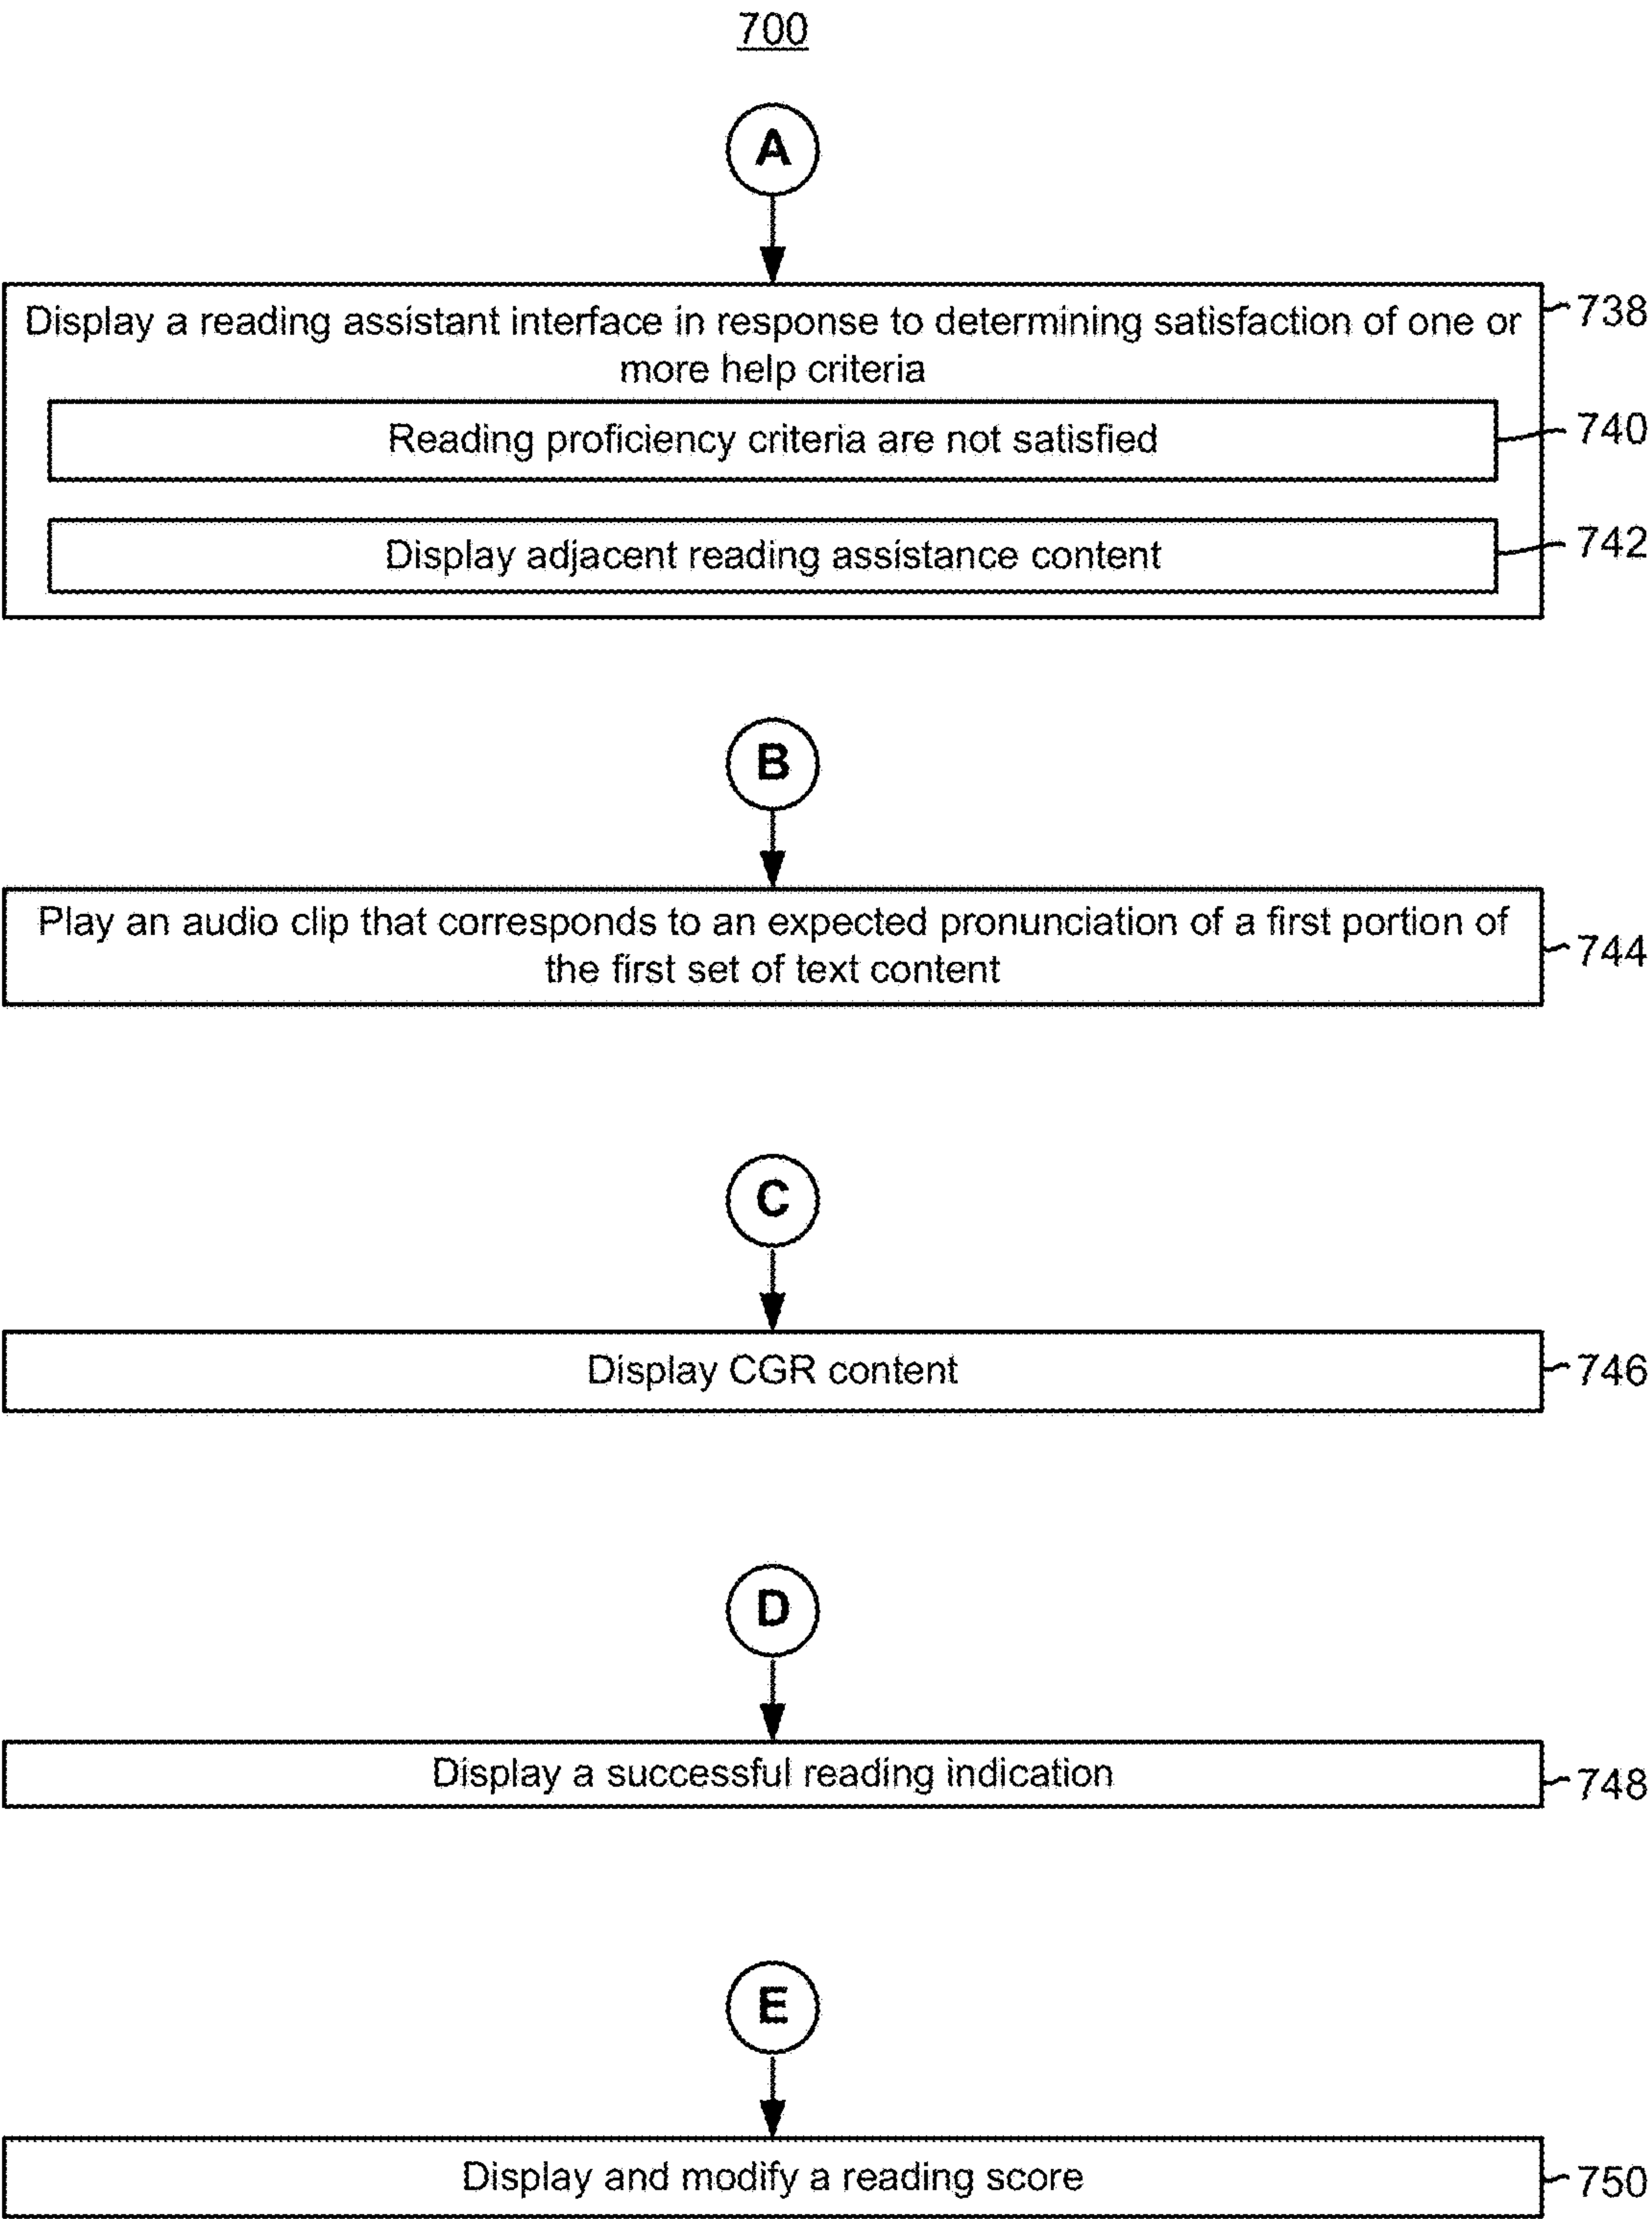 700
A
Display a reading assistant interface in response to determining satisfaction of one or
more help criteria
738
Reading proficiency criteria are not satisfied
740
Display adjacent reading assistance content
742
B
Play an audio clip that corresponds to an expected pronunciation of a first portion of
the first set of text content
744
C
Display CGR content
746
D
Display a successful reading indication
748
E
Display and modify a reading score
750